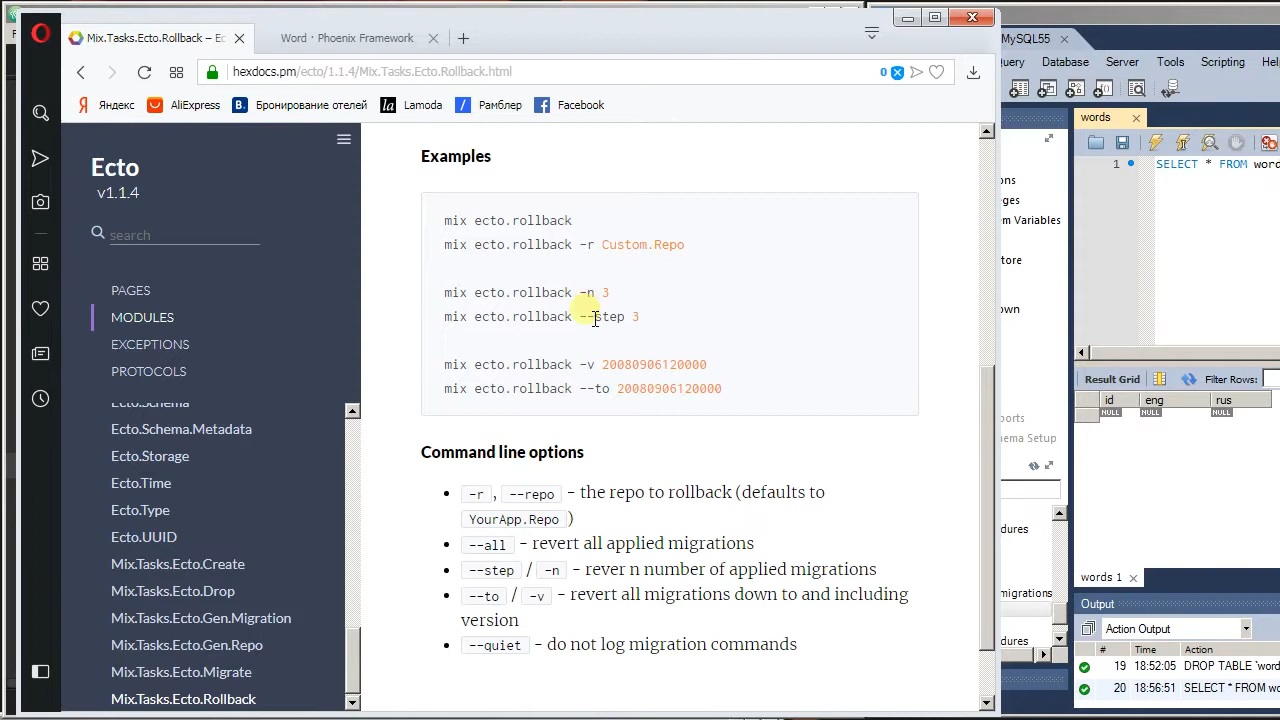 Mix.Tasks.Ecto.Rollback – Ec
Word · Phoenix Framework
hexdocs.pm/ecto/1.1.4/Mix.Tasks.Ecto.Rollback.html
0
Яндекс
AliExpress
Бронирование отелей
Lamoda
Рамблер
Facebook
Ecto
v1.1.4
search
PAGES
MODULES
EXCEPTIONS
PROTOCOLS
Ecto.Schema
Ecto.Schema.Metadata
Ecto.Storage
Ecto.Time
Ecto.Type
Ecto.UUID
Mix.Tasks.Ecto.Create
Mix.Tasks.Ecto.Drop
Mix.Tasks.Ecto.Gen.Migration
Mix.Tasks.Ecto.Gen.Repo
Mix.Tasks.Ecto.Migrate
Mix.Tasks.Ecto.Rollback
Examples
mix ecto.rollback
mix ecto.rollback -r Custom.Repo
mix ecto.rollback -n 3
mix ecto.rollback --step 3
mix ecto.rollback -v 20080906120000
mix ecto.rollback --to 20080906120000
Command line options
-r , --repo - the repo to rollback (defaults to
YourApp.Repo )
--all - revert all applied migrations
--step / -n - rever n number of applied migrations
--to / -v - revert all migrations down to and including
version
--quiet - do not log migration commands
MySQL55
Database Server Tools Scripting Help
words
1 SELECT * FROM word
Result Grid Filter Rows:
id eng rus
NULL NULL NULL
words 1
Output
Action Output
# Time Action
19 18:52:05 DROP TABLE `word
20 18:56:51 SELECT * FROM wo